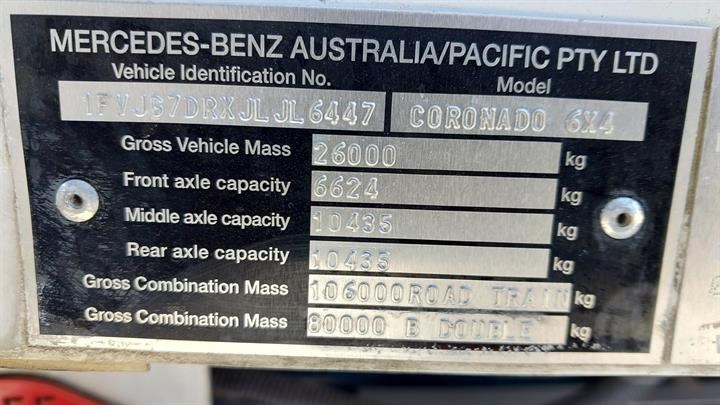 MERCEDES-BENZ AUSTRALIA/PACIFIC PTY LTD
Vehicle Identification No. Model
1FVJB7DRXJLJL6447 CORONADO 6X4
Gross Vehicle Mass 26000 kg
Front axle capacity 6624 kg
Middle axle capacity 10435 kg
Rear axle capacity 10435 kg
Gross Combination Mass 106000ROAD TRAIN kg
Gross Combination Mass 80000 B DOUBLE kg